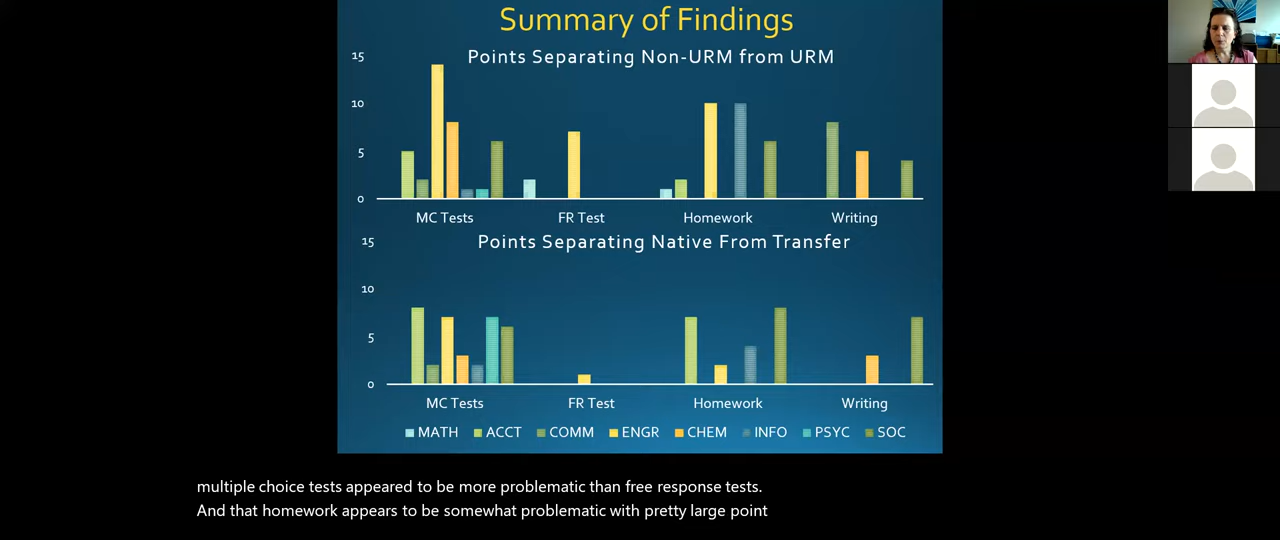 Summary of Findings
Points Separating Non-URM from URM
15
10
5
0
MC Tests FR Test Homework Writing
Points Separating Native From Transfer
15
10
5
0
MC Tests FR Test Homework Writing
MATH ACCT COMM ENGR CHEM INFO PSYC SOC
multiple choice tests appeared to be more problematic than free response tests.
And that homework appears to be somewhat problematic with pretty large point